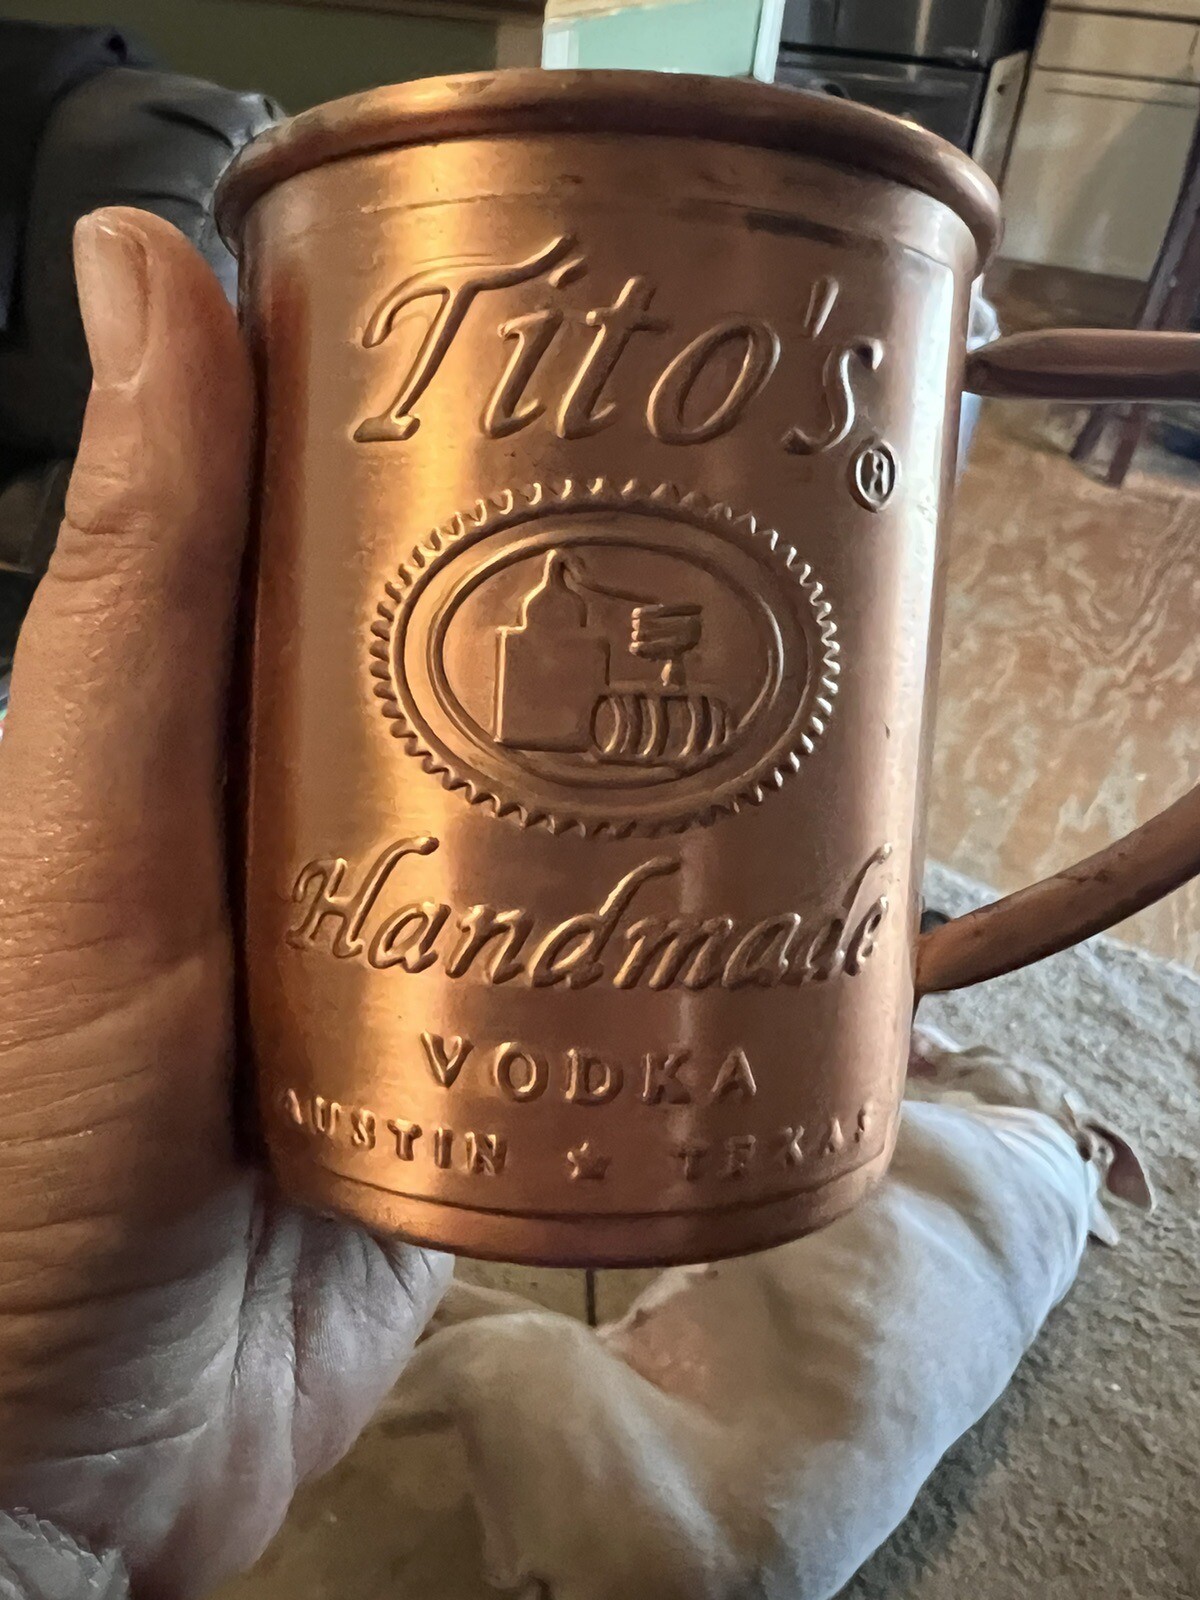 Tito's®
Handmade
VODKA
AUSTIN ★ TEXAS